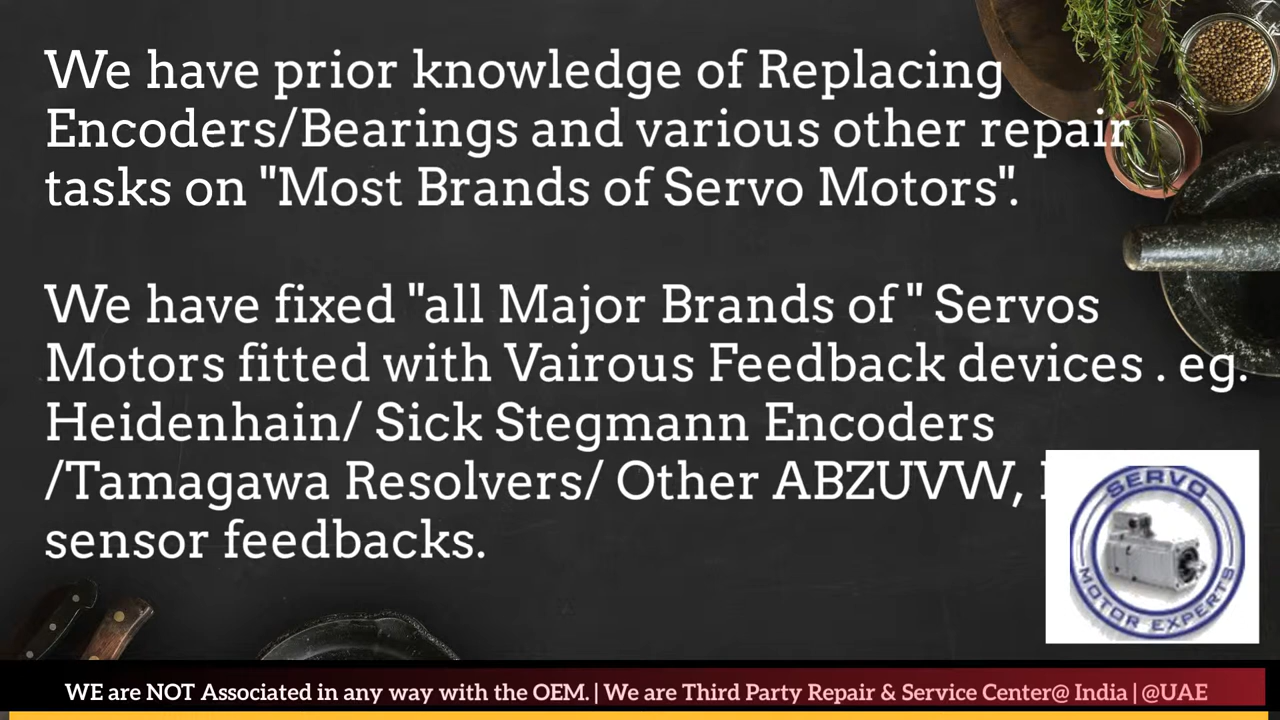 We have prior knowledge of Replacing
Encoders/Bearings and various other repair
tasks on "Most Brands of Servo Motors".
We have fixed "all Major Brands of " Servos
Motors fitted with Vairous Feedback devices . eg.
Heidenhain/ Sick Stegmann Encoders
/Tamagawa Resolvers/ Other ABZUVW,
sensor feedbacks.
SERVO
MOTOR EXPERTS
WE are NOT Associated in any way with the OEM. | We are Third Party Repair & Service Center@ India | @UAE